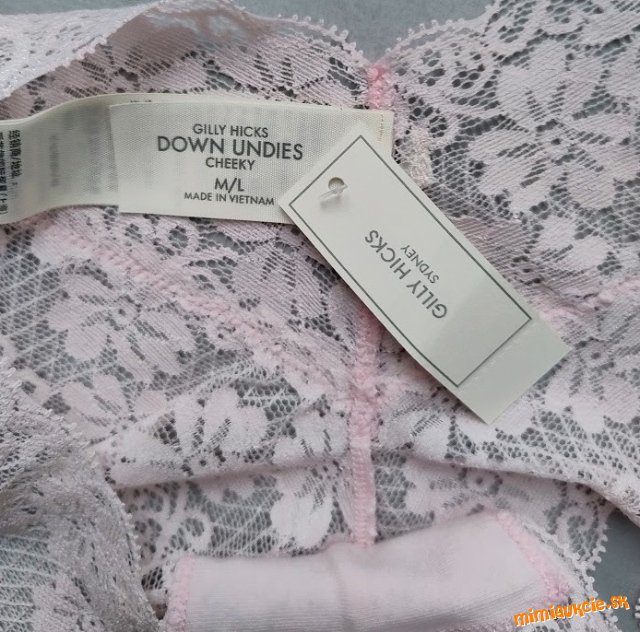 GILLY HICKS
DOWN UNDIES
CHEEKY
M/L
MADE IN VIETNAM
GILLY HICKS
SYDNEY
mimiaukcie.sk